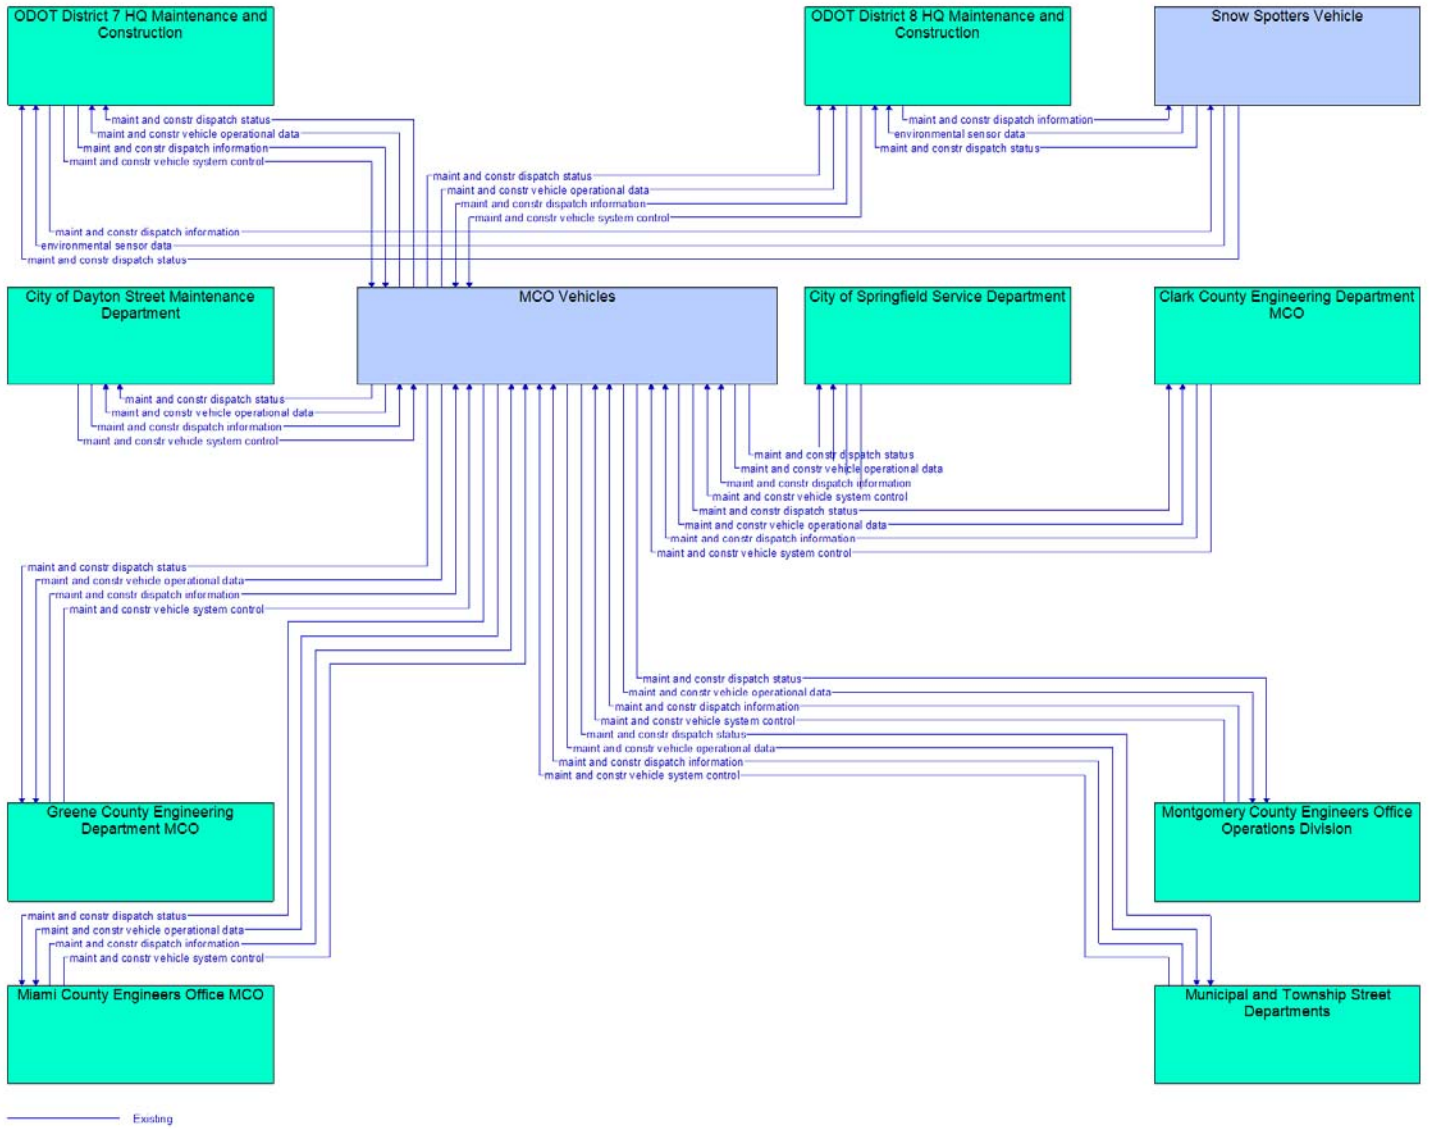 ODOT District 7 HQ Maintenance and
Construction
ODOT District 8 HQ Maintenance and
Construction
Snow Spotters Vehicle
maint and constr dispatch status
maint and constr vehicle operational data
maint and constr dispatch information
maint and constr vehicle system control
maint and constr dispatch information
environmental sensor data
maint and constr dispatch status
maint and constr dispatch status
maint and constr vehicle operational data
maint and constr dispatch information
maint and constr vehicle system control
maint and constr dispatch information
environmental sensor data
maint and constr dispatch status
City of Dayton Street Maintenance
Department
MCO Vehicles
City of Springfield Service Department
Clark County Engineering Department
MCO
maint and constr dispatch status
maint and constr vehicle operational data
maint and constr dispatch information
maint and constr vehicle system control
maint and constr dispatch status
maint and constr vehicle operational data
maint and constr dispatch information
maint and constr vehicle system control
maint and constr dispatch status
maint and constr vehicle operational data
maint and constr dispatch information
maint and constr vehicle system control
maint and constr dispatch status
maint and constr vehicle operational data
maint and constr dispatch information
maint and constr vehicle system control
maint and constr dispatch status
maint and constr vehicle operational data
maint and constr dispatch information
maint and constr vehicle system control
maint and constr dispatch status
maint and constr vehicle operational data
maint and constr dispatch information
maint and constr vehicle system control
Greene County Engineering
Department MCO
Montgomery County Engineers Office
Operations Division
maint and constr dispatch status
maint and constr vehicle operational data
maint and constr dispatch information
maint and constr vehicle system control
Miami County Engineers Office MCO
Municipal and Township Street
Departments
Existing